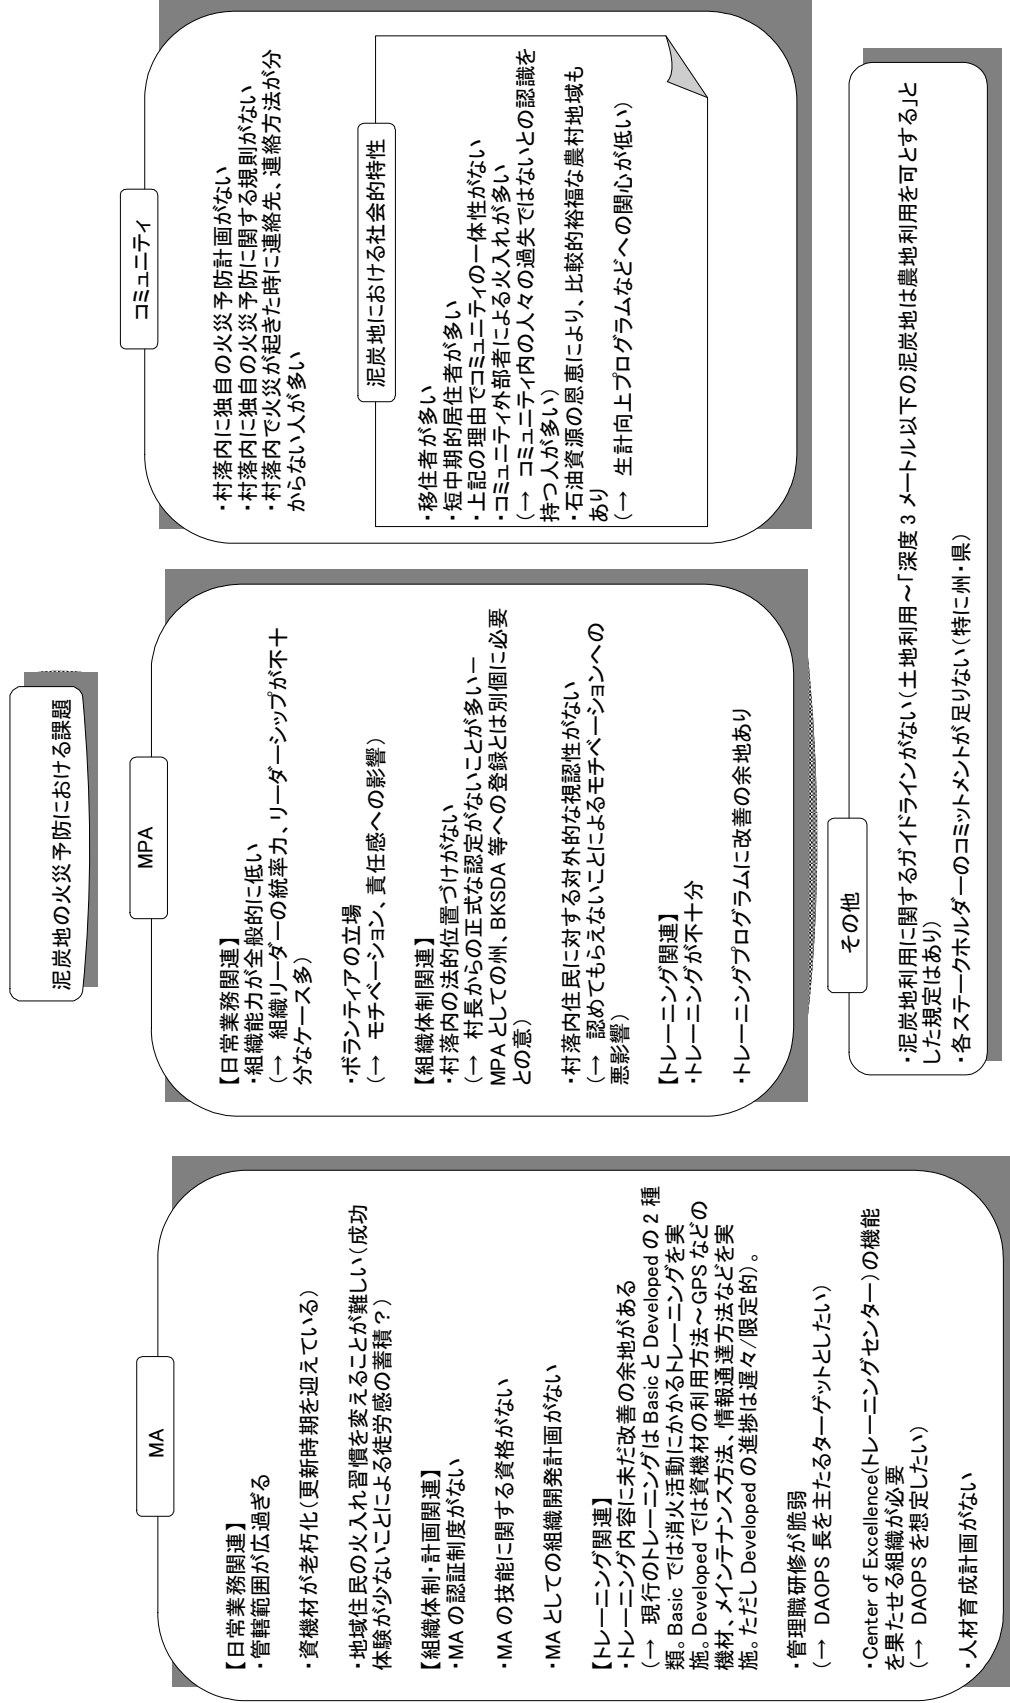 泥炭地の火災予防における課題
MA
【日常業務関連】
・管轄範囲が広過ぎる
・資機材が老朽化（更新時期を迎えている）
・地域住民の火入れ習慣を変えることが難しい（成功
体験が少ないことによる徒労感の蓄積？）
【組織体制・計画関連】
・MA の認証制度がない
・MA の技能に関する資格がない
・MA としての組織開発計画がない
【トレーニング関連】
・トレーニング内容に未だ改善の余地がある
（→ 現行のトレーニングは Basic と Developed の 2 種
類。Basic では消火活動にかかるトレーニングを実
施。Developed では資機材の利用方法～GPS などの
機材、メインテナンス方法、情報通達方法などを実
施。ただし Developed の進捗は遅々/限定的）。
・管理職研修が脆弱
（→ DAOPS 長を主たるターゲットとしたい）
・Center of Excellence(トレーニングセンター）の機能
を果たせる組織が必要
（→ DAOPS を想定したい）
・人材育成計画がない
MPA
【日常業務関連】
・組織能力が全般的に低い
（→ 組織リーダーの統率力、リーダーシップが不十
分なケース多）
・ボランティアの立場
（→ モチベーション、責任感への影響）
【組織体制関連】
・村落内の法的位置づけがない
（→ 村長からの正式な認定がないことが多い－
MPA としての州、BKSDA 等への登録とは別個に必要
との意）
・村落内住民に対する対外的な視認性がない
（→ 認めてもらえないことによるモチベーションへの
悪影響）
【トレーニング関連】
・トレーニングが不十分
・トレーニングプログラムに改善の余地あり
コミュニティ
・村落内に独自の火災予防計画がない
・村落内に独自の火災予防に関する規則がない
・村落内で火災が起きた時に連絡先、連絡方法が分
からない人が多い
泥炭地における社会的特性
・移住者が多い
・短中期的居住者が多い
・上記の理由でコミュニティの一体性がない
・コミュニティ外部者による火入れが多い
（→ コミュニティ内の人々の過失ではないとの認識を
持つ人が多い）
・石油資源の恩恵により、比較的裕福な農村地域も
あり
（→ 生計向上プログラムなどへの関心が低い）
その他
・泥炭地利用に関するガイドラインがない（土地利用～「深度 3 メートル以下の泥炭地は農地利用を可とする」と
した規定はあり）
・各ステークホルダーのコミットメントが足りない（特に州・県）